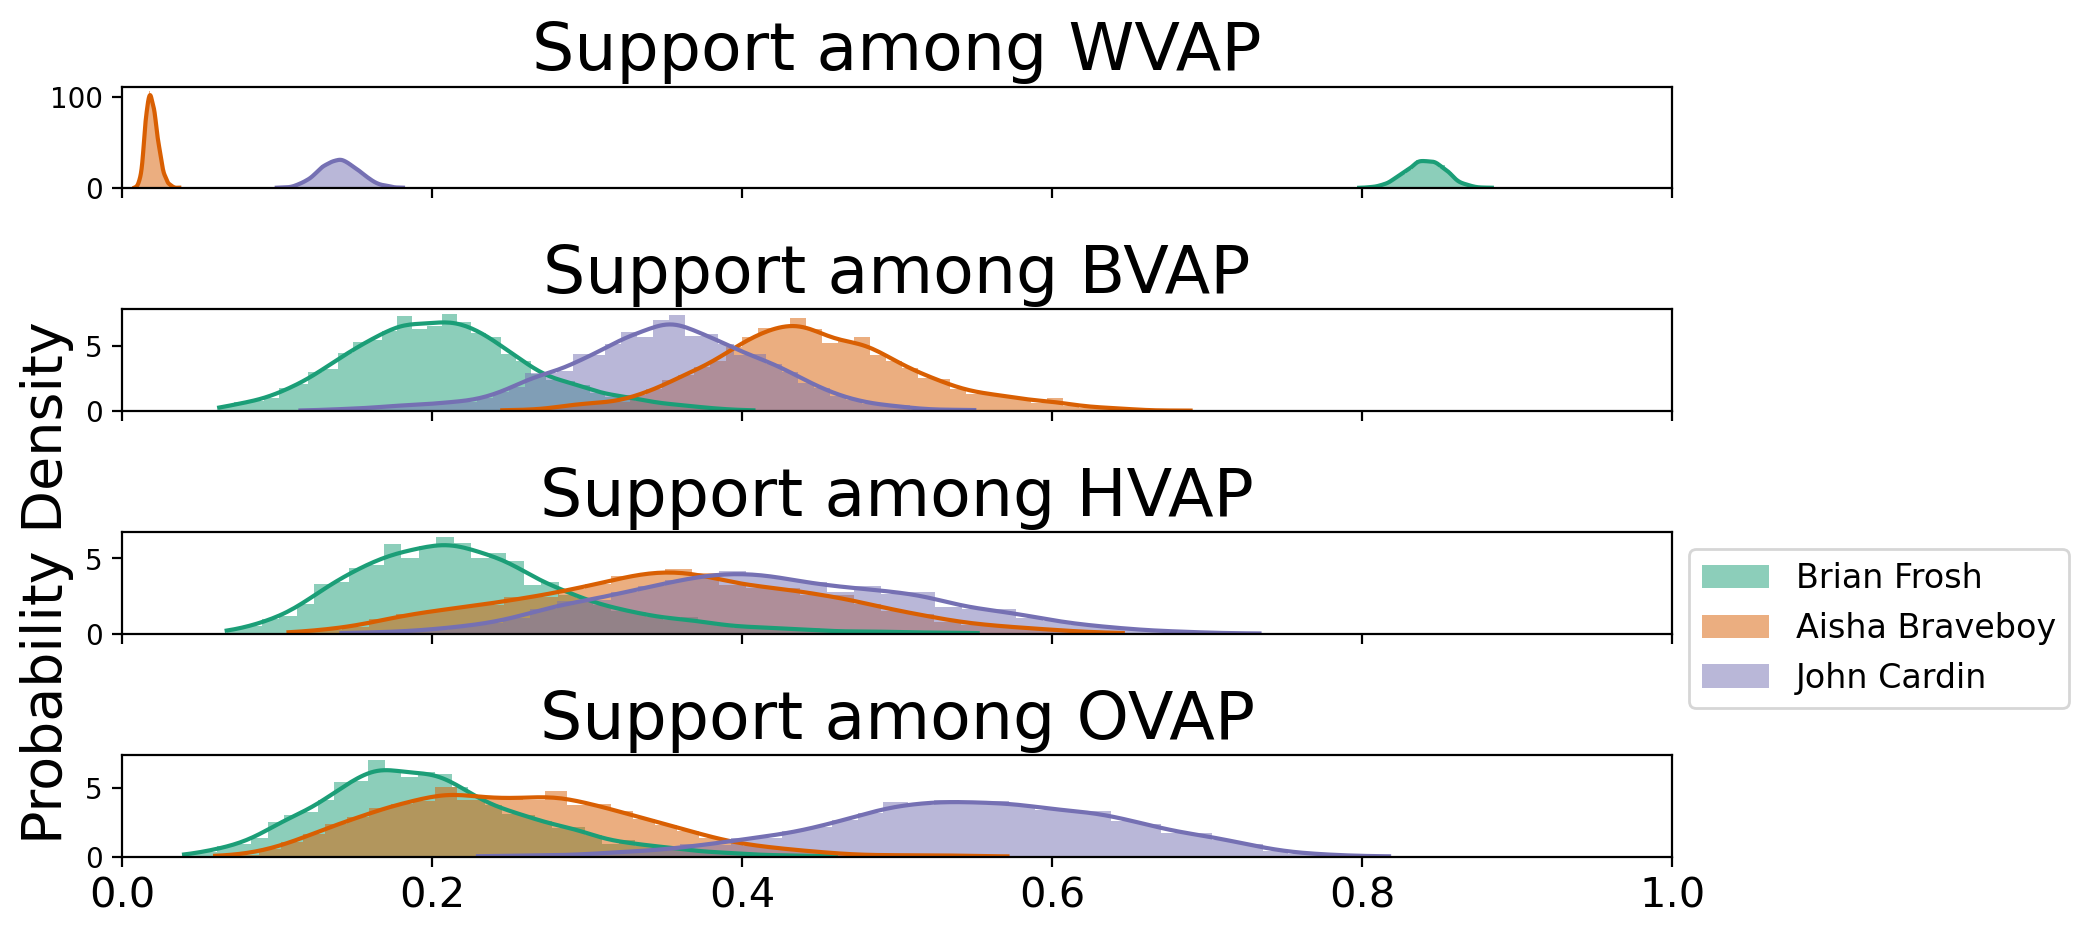 Support among WVAP
100
0
Support among BVAP
5
0
Support among HVAP
5
0
Support among OVAP
5
0
0.0 0.2 0.4 0.6 0.8 1.0
Probability Density
Brian Frosh
Aisha Braveboy
John Cardin